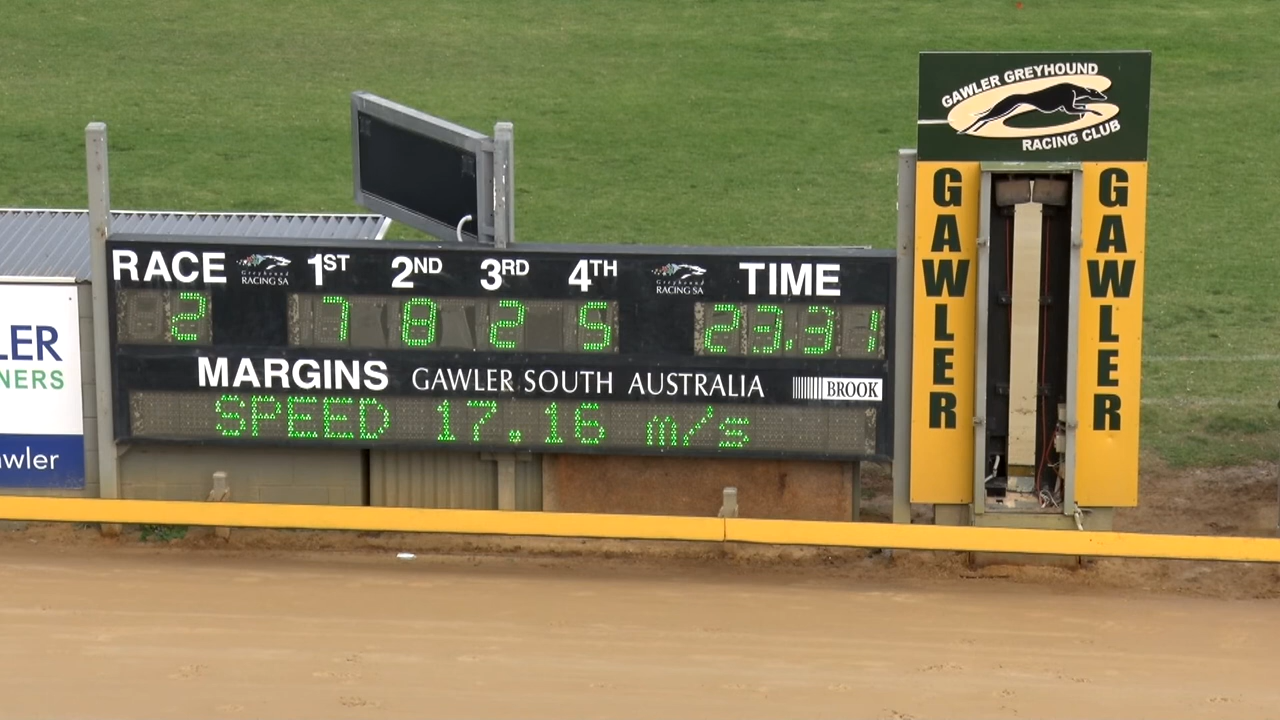 GAWLER GREYHOUND
RACING CLUB
GAWLER
GAWLER
RACE
Greyhound
RACING SA
1ST
2ND
3RD
4TH
Greyhound
RACING SA
TIME
2
7
8
2
5
23.31
MARGINS
GAWLER SOUTH AUSTRALIA
BROOK
SPEED 17.16 m/s
LER
NERS
awler